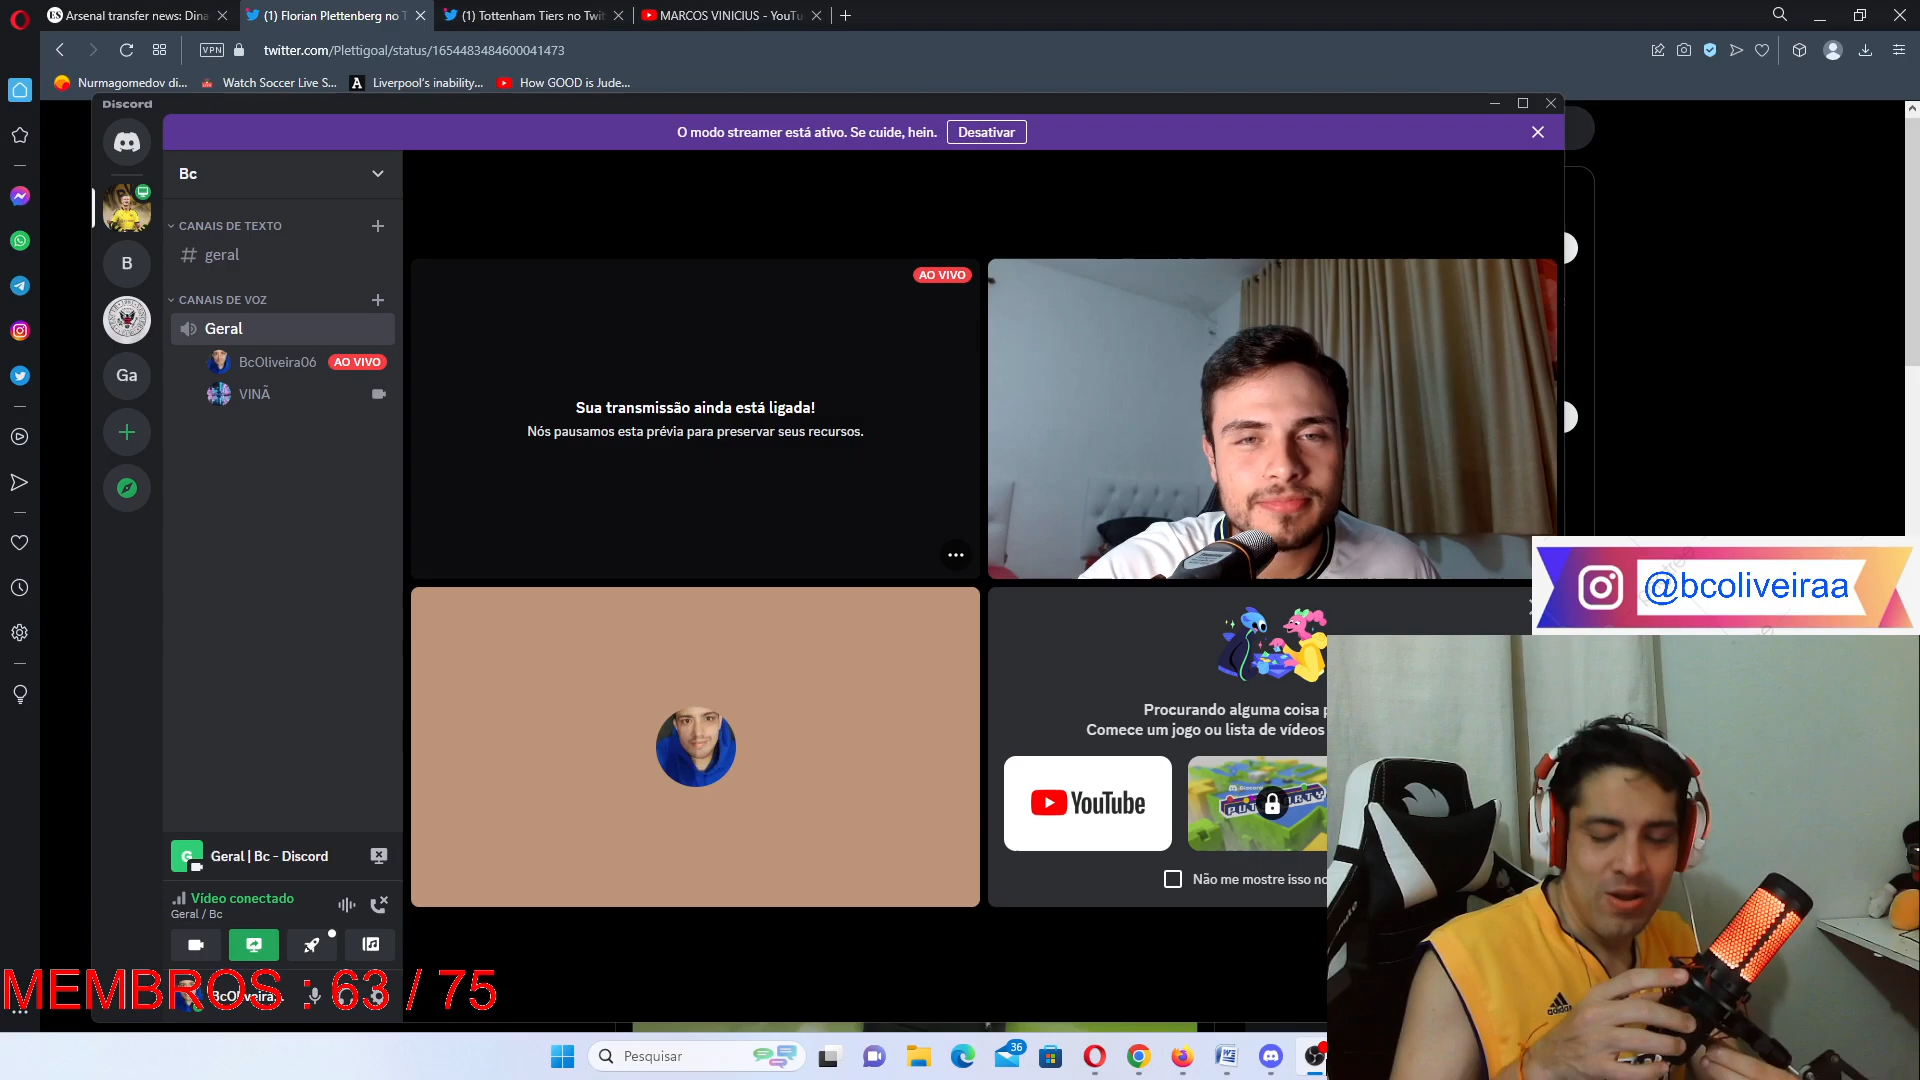 Arsenal transfer news: Dina
(1) Florian Plettenberg no T
(1) Tottenham Tiers no Twit
MARCOS VINICIUS - YouTu
VPN
twitter.com/Plettigoal/status/1654483484600041473
Nurmagomedov di...
Watch Soccer Live S...
Liverpool's inability...
How GOOD is Jude...
Discord
O modo streamer está ativo. Se cuide, hein.
Desativar
Bc
CANAIS DE TEXTO
geral
B
CANAIS DE VOZ
Geral
BcOliveira06
AO VIVO
Ga
VINÃ
AO VIVO
Sua transmissão ainda está ligada!
Nós pausamos esta prévia para preservar seus recursos.
@bcoliveiraa
Procurando alguma coisa p
Comece um jogo ou lista de vídeos
YouTube
Não me mostre isso no
G
Geral | Bc - Discord
Vídeo conectado
Geral / Bc
BcOliveira...
MEMBROS : 63 / 75
Pesquisar
36
adidas